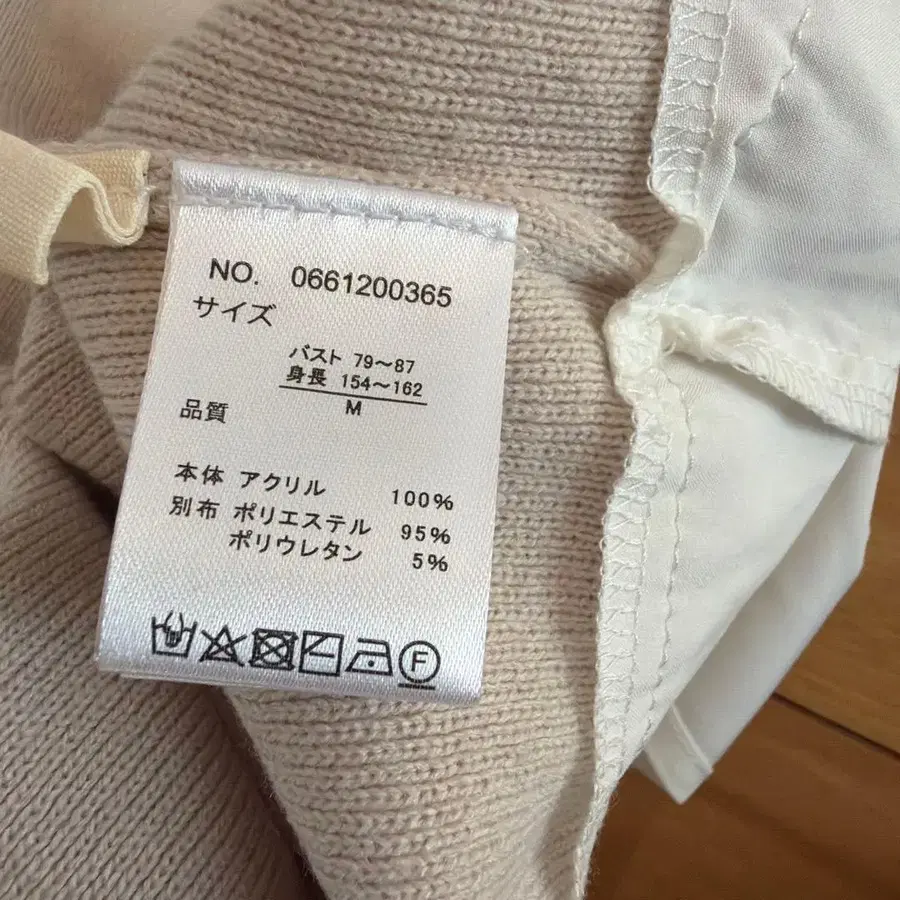 NO. 0661200365
サイズ
バスト 79〜87
身長 154〜162
M
品質
本体 アクリル 100%
別布 ポリエステル 95%
ポリウレタン 5%
F